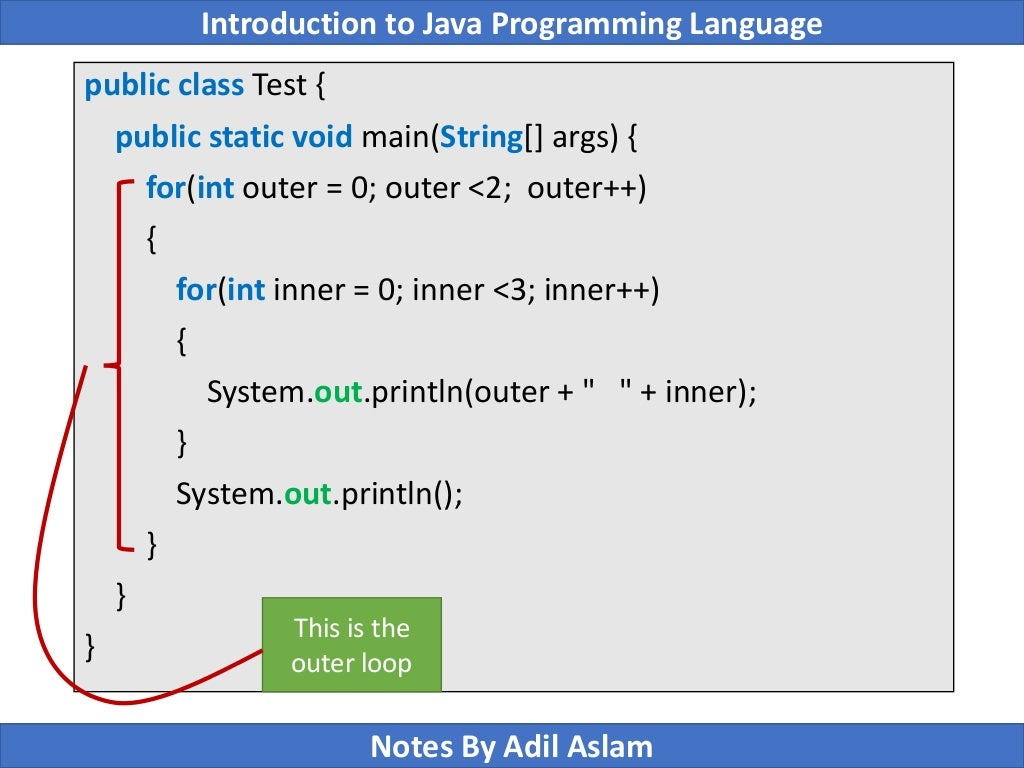 Introduction to Java Programming Language
public class Test {
public static void main(String[] args) {
for(int outer = 0; outer <2;  outer++)
{
for(int inner = 0; inner <3; inner++)
{
System.out.println(outer + "   " + inner);
}
System.out.println();
}
}
}
This is the
outer loop
Notes By Adil Aslam